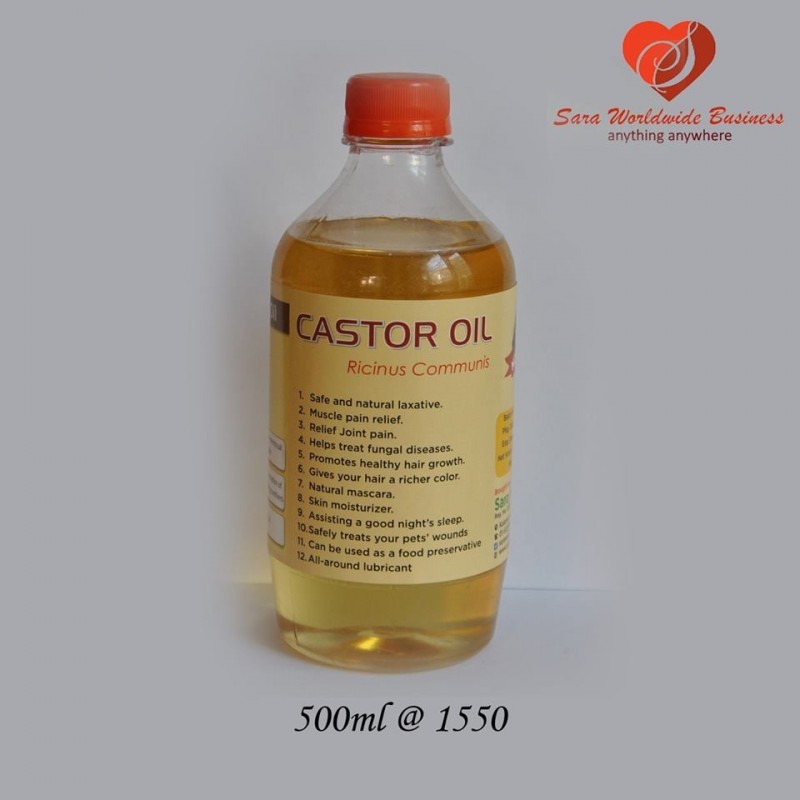 Sara Worldwide Business
anything anywhere
CASTOR OIL
Ricinus Communis
1. Safe and natural laxative.
2. Muscle pain relief.
3. Relief Joint pain.
4. Helps treat fungal diseases.
5. Promotes healthy hair growth.
6. Gives your hair a richer color.
7. Natural mascara.
8. Skin moisturizer.
9. Assisting a good night's sleep.
10.Safely treats your pets' wounds
11. Can be used as a food preservative
12. All-around lubricant
500ml @ 1550